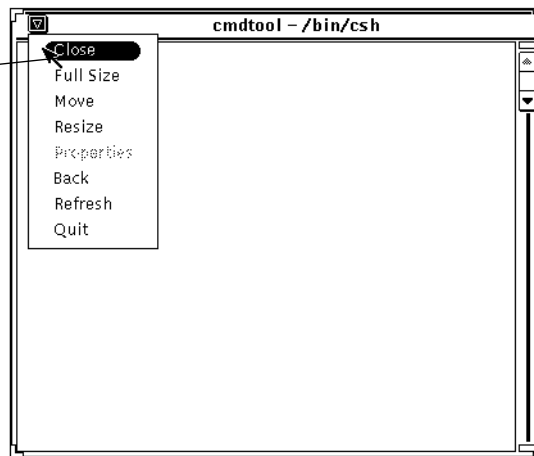 cmdtool – /bin/csh
Close
Full Size
Move
Resize
Properties
Back
Refresh
Quit